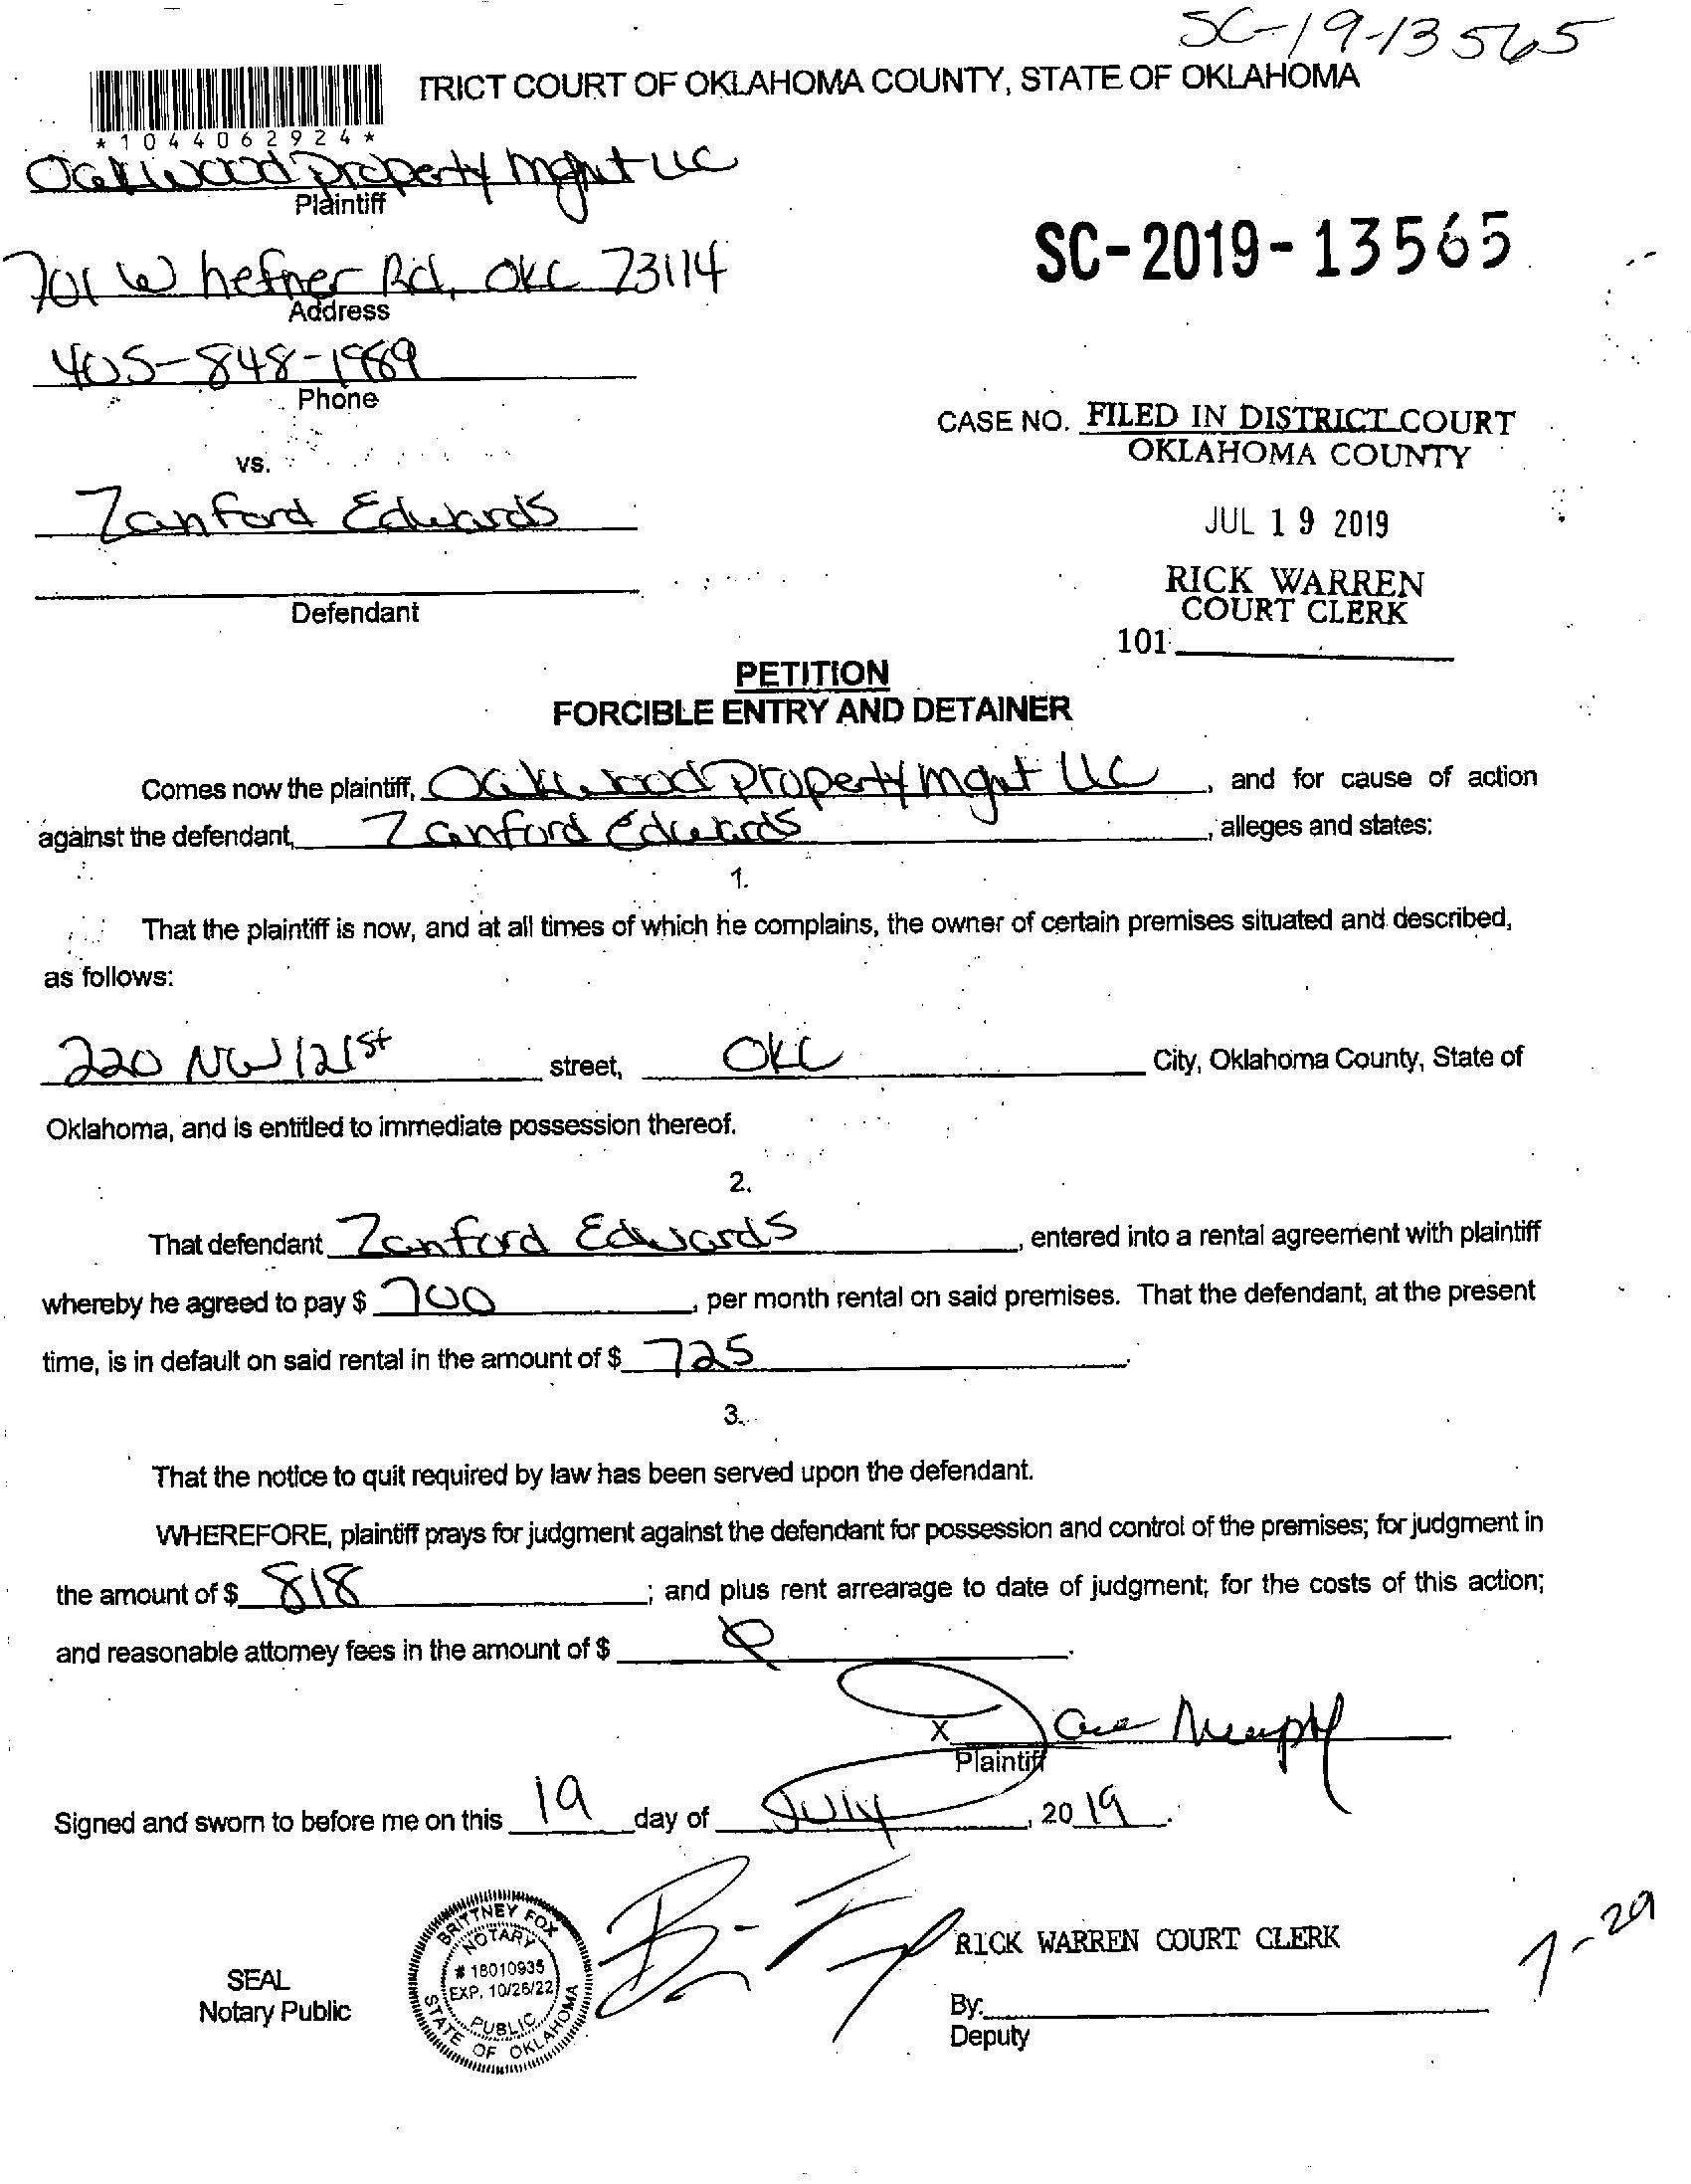 SC-19-13565
TRICT COURT OF OKLAHOMA COUNTY, STATE OF OKLAHOMA
*1044062924*
Oakwood Property Mgmt LLC
Plaintiff
SC-2019-13565
701 W hefner Rd, OKC 73114
Address
405-848-1989
Phone
CASE NO. FILED IN DISTRICT COURT
OKLAHOMA COUNTY
vs.
Zanford Edwards
JUL 19 2019
RICK WARREN
COURT CLERK
Defendant
101
PETITION
FORCIBLE ENTRY AND DETAINER
Comes now the plaintiff, Oakwood Property Mgmt LLC, and for cause of action
against the defendant, Zanford Edwards, alleges and states:
1.
That the plaintiff is now, and at all times of which he complains, the owner of certain premises situated and described,
as follows:
220 NW 121st street, OKC City, Oklahoma County, State of
Oklahoma, and is entitled to immediate possession thereof.
2.
That defendant Zanford Edwards, entered into a rental agreement with plaintiff
whereby he agreed to pay $ 700, per month rental on said premises. That the defendant, at the present
time, is in default on said rental in the amount of $ 725.
3.
That the notice to quit required by law has been served upon the defendant.
WHEREFORE, plaintiff prays for judgment against the defendant for possession and control of the premises; for judgment in
the amount of $ 818; and plus rent arrearage to date of judgment; for the costs of this action;
and reasonable attorney fees in the amount of $ 0.
X
Plaintiff
Signed and sworn to before me on this 19 day of July, 2019.
BRITTNEY FOX
NOTARY
# 18010935
EXP. 10/26/22
PUBLIC
STATE OF OKLAHOMA
SEAL
Notary Public
RICK WARREN COURT CLERK
By:
Deputy
7-29